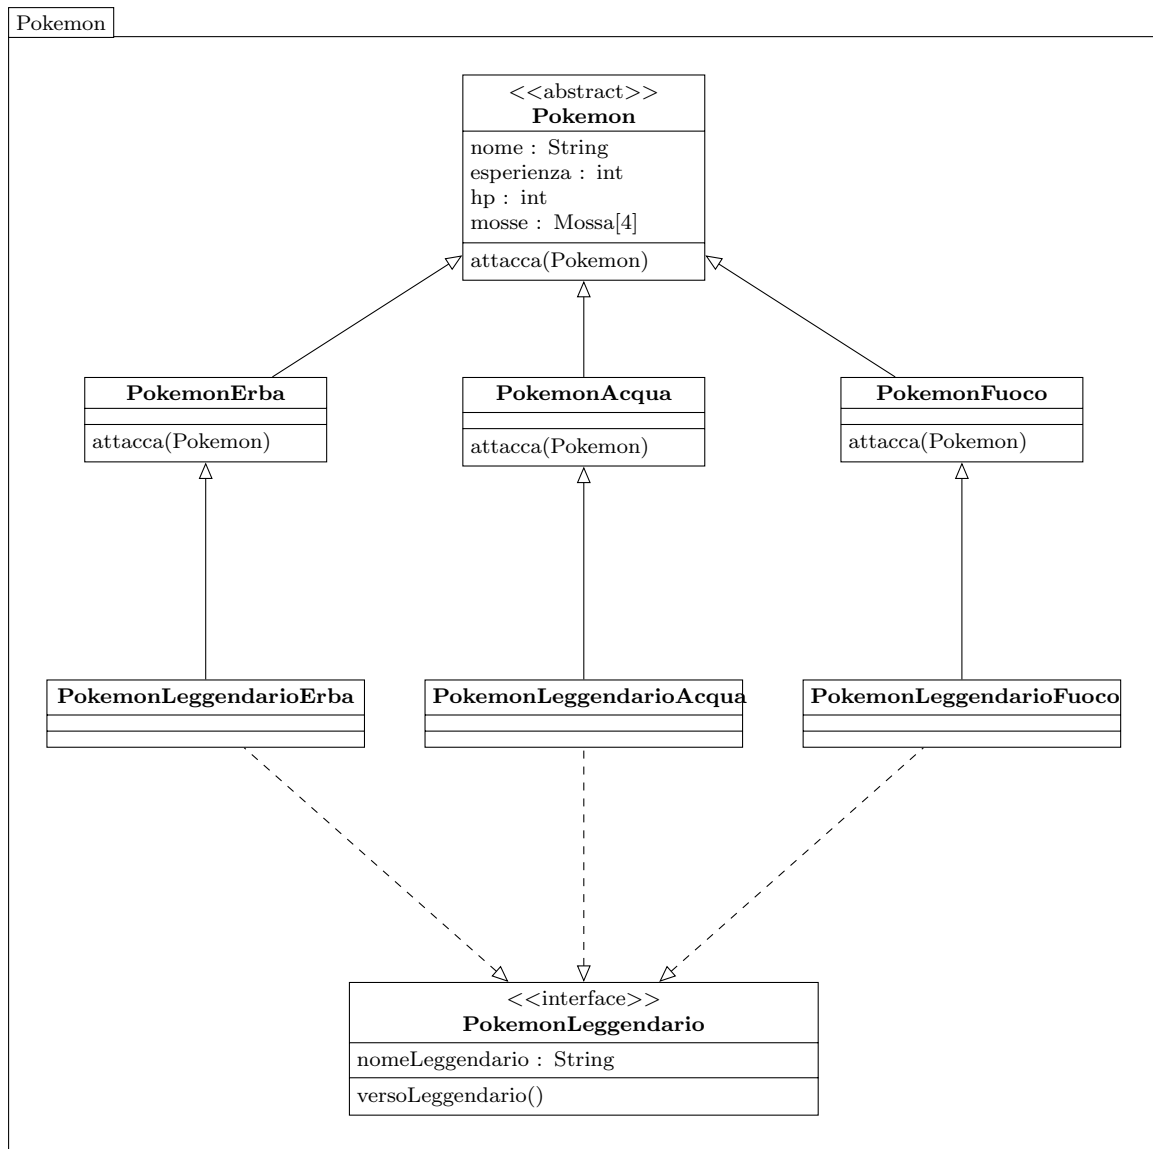 Pokemon
<<abstract>>
Pokemon
nome : String
esperienza : int
hp : int
mosse : Mossa[4]
attacca(Pokemon)
PokemonErba
attacca(Pokemon)
PokemonAcqua
attacca(Pokemon)
PokemonFuoco
attacca(Pokemon)
PokemonLeggendarioErba
PokemonLeggendarioAcqua
PokemonLeggendarioFuoco
<<interface>>
PokemonLeggendario
nomeLeggendario : String
versoLeggendario()